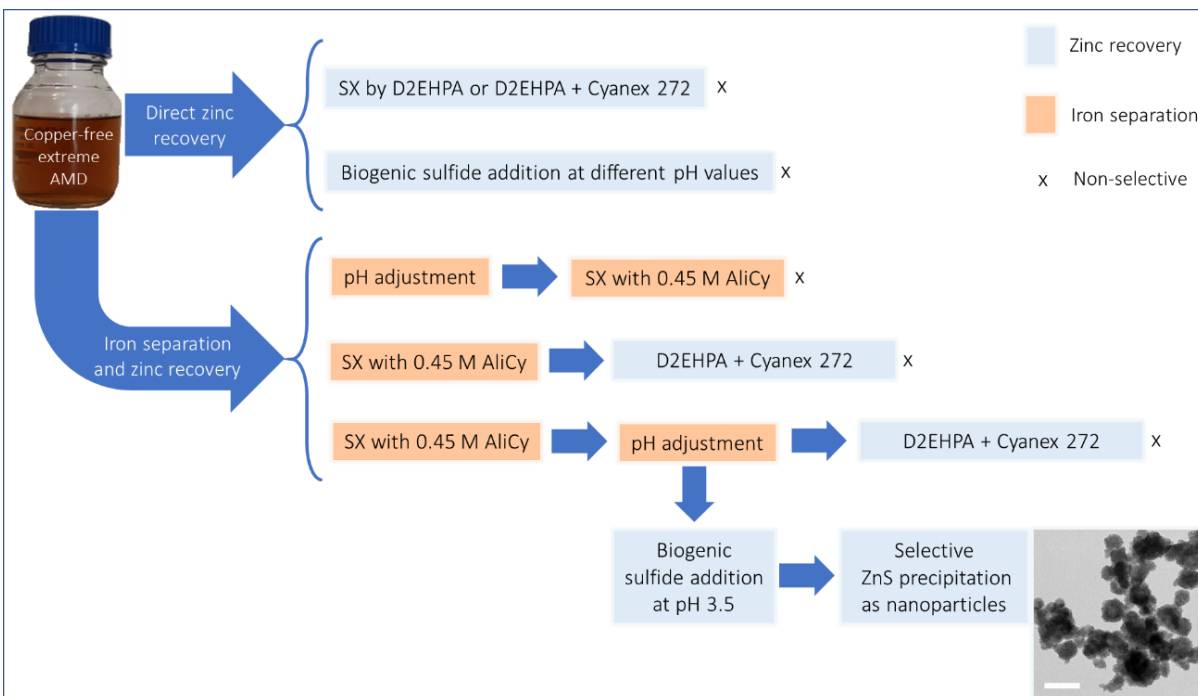 Copper-free
extreme
AMD
Direct zinc
recovery
SX by D2EHPA or D2EHPA + Cyanex 272
x
Biogenic sulfide addition at different pH values
x
Zinc recovery
Iron separation
x
Non-selective
Iron separation
and zinc recovery
pH adjustment
SX with 0.45 M AliCy
x
SX with 0.45 M AliCy
D2EHPA + Cyanex 272
x
SX with 0.45 M AliCy
pH adjustment
D2EHPA + Cyanex 272
x
Biogenic
sulfide addition
at pH 3.5
Selective
ZnS precipitation
as nanoparticles